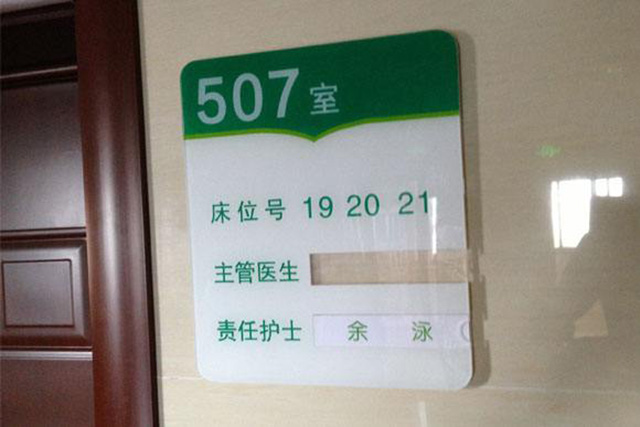 507室
床位号 19 20 21
主管医生
责任护士 余 泳